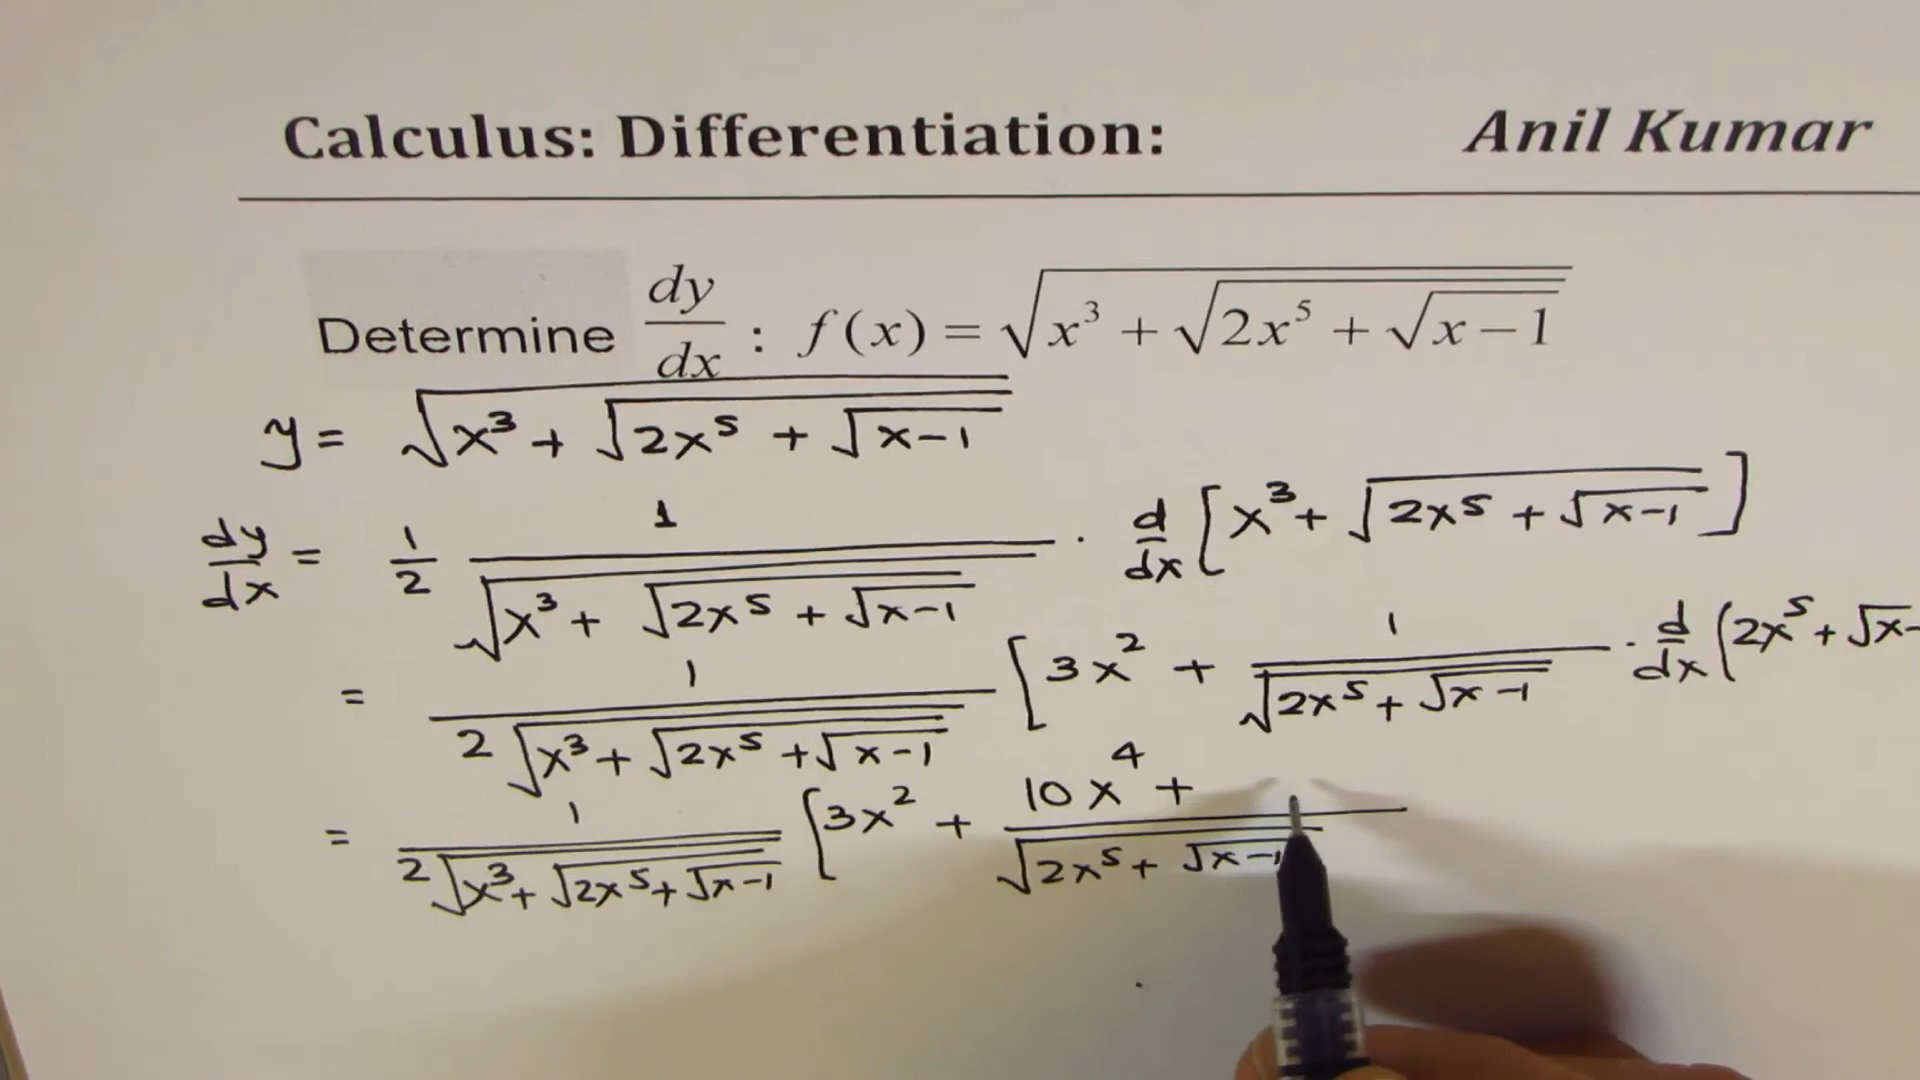 Calculus: Differentiation: Anil Kumar
Determine dy/dx : f(x) = √(x³ + √(2x⁵ + √(x−1)))
y = √(x³ + √(2x⁵ + √(x−1)))
dy/dx = 1/2 1/√(x³ + √(2x⁵ + √(x−1))) · d/dx [x³ + √(2x⁵ + √(x−1))]
= 1/(2√(x³ + √(2x⁵ + √(x−1)))) [3x² + 1/√(2x⁵ + √(x−1)) · d/dx (2x⁵ + √x−
= 1/(2√(x³ + √(2x⁵ + √(x−1)))) [3x² + (10x⁴ + )/√(2x⁵ + √(x−1))